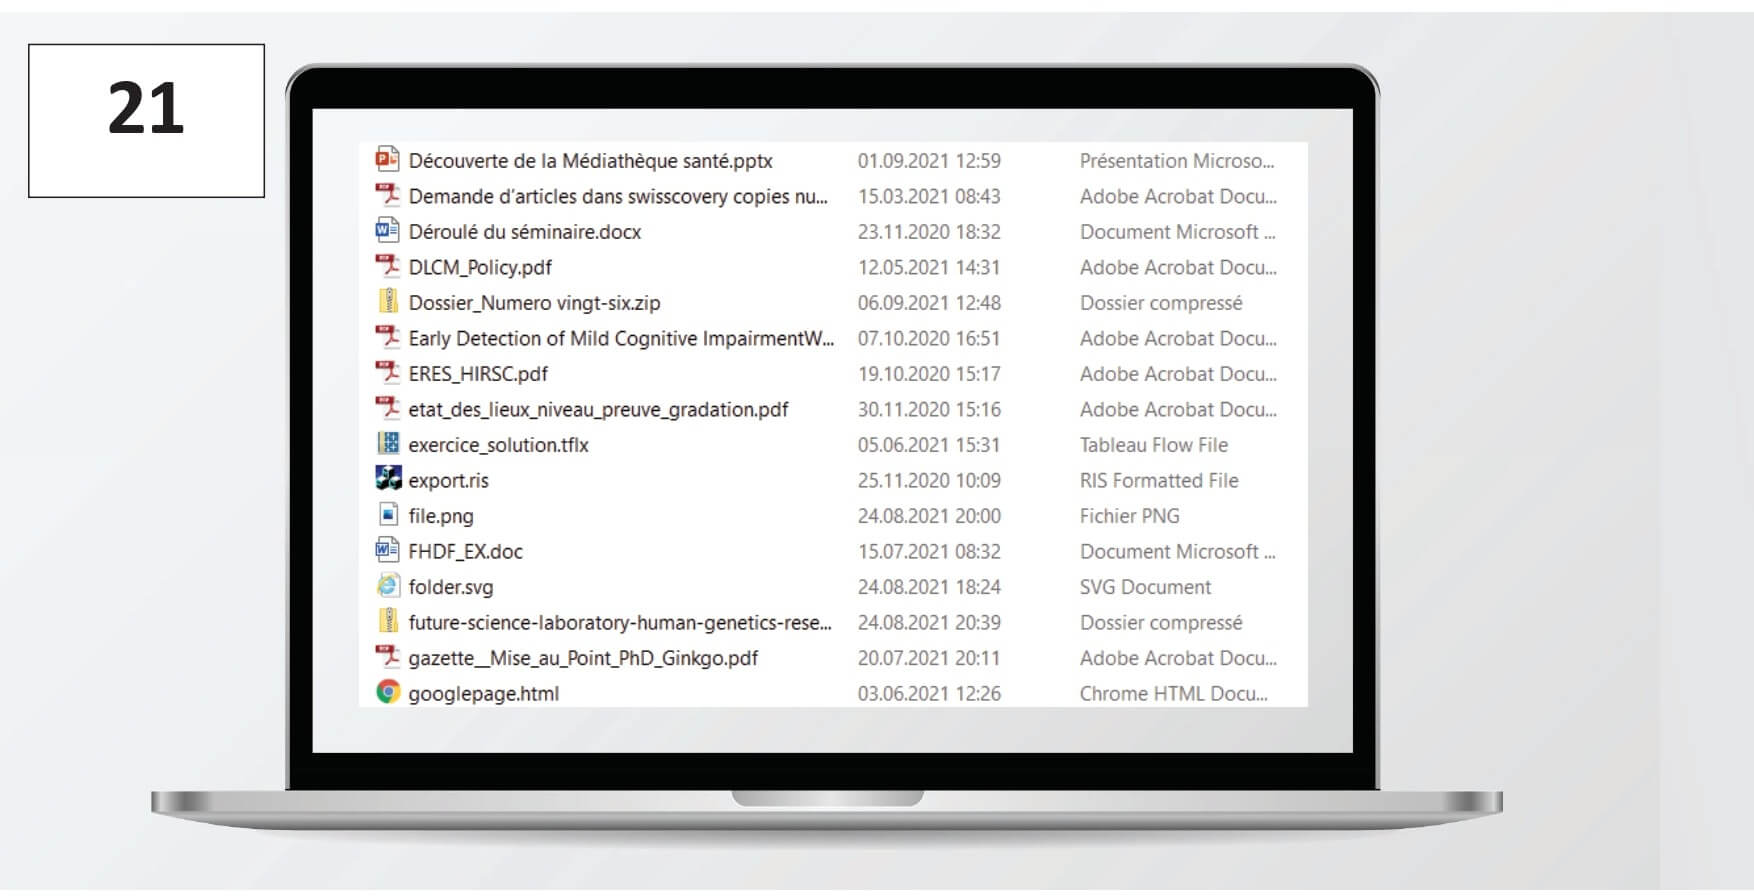 21
Découverte de la Médiathèque santé.pptx 01.09.2021 12:59 Présentation Microso...
Demande d'articles dans swisscovery copies nu... 15.03.2021 08:43 Adobe Acrobat Docu...
Déroulé du séminaire.docx 23.11.2020 18:32 Document Microsoft ...
DLCM_Policy.pdf 12.05.2021 14:31 Adobe Acrobat Docu...
Dossier_Numero vingt-six.zip 06.09.2021 12:48 Dossier compressé
Early Detection of Mild Cognitive ImpairmentW... 07.10.2020 16:51 Adobe Acrobat Docu...
ERES_HIRSC.pdf 19.10.2020 15:17 Adobe Acrobat Docu...
etat_des_lieux_niveau_preuve_gradation.pdf 30.11.2020 15:16 Adobe Acrobat Docu...
exercice_solution.tflx 05.06.2021 15:31 Tableau Flow File
export.ris 25.11.2020 10:09 RIS Formatted File
file.png 24.08.2021 20:00 Fichier PNG
FHDF_EX.doc 15.07.2021 08:32 Document Microsoft ...
folder.svg 24.08.2021 18:24 SVG Document
future-science-laboratory-human-genetics-rese... 24.08.2021 20:39 Dossier compressé
gazette__Mise_au_Point_PhD_Ginkgo.pdf 20.07.2021 20:11 Adobe Acrobat Docu...
googlepage.html 03.06.2021 12:26 Chrome HTML Docu...